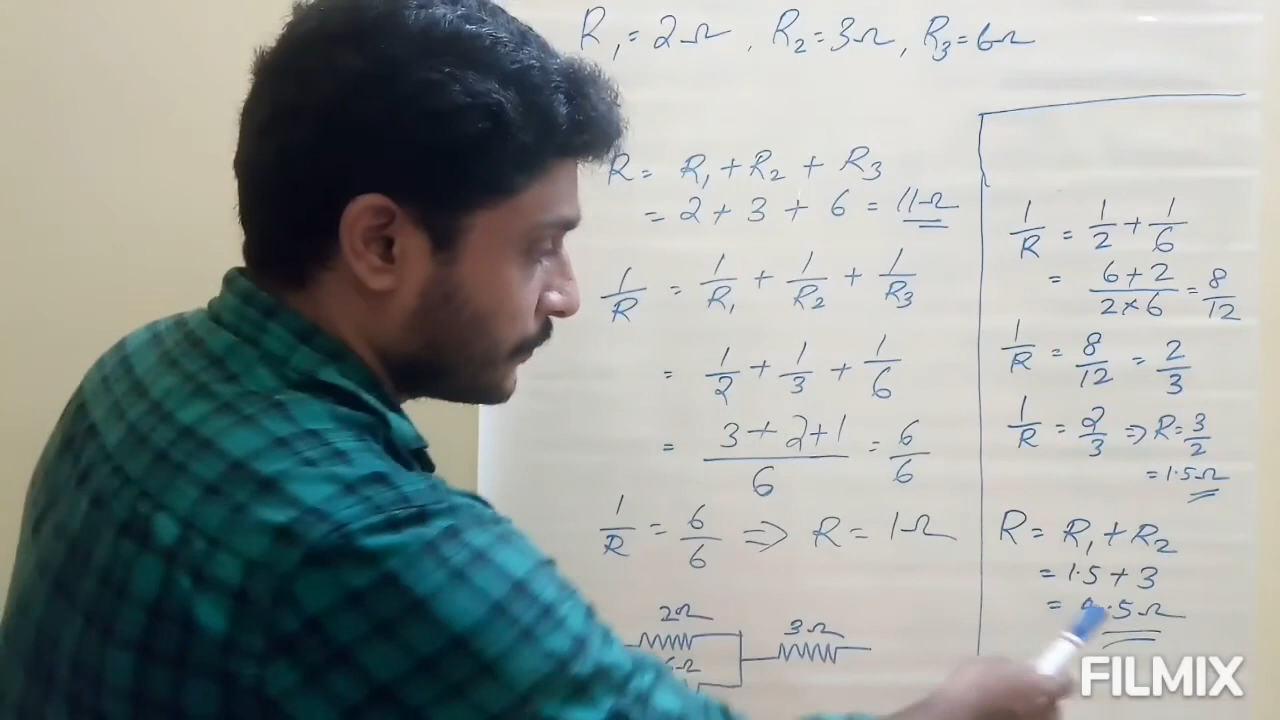 R₁ = 2Ω, R₂ = 3Ω, R₃ = 6Ω
R = R₁ + R₂ + R₃
= 2 + 3 + 6 = 11Ω
1/R = 1/R₁ + 1/R₂ + 1/R₃
= 1/2 + 1/3 + 1/6
= (3 + 2 + 1)/6 = 6/6
1/R = 6/6 ⇒ R = 1Ω
2Ω
3Ω
1/R = 1/2 + 1/6
= (6 + 2)/(2 × 6) = 8/12
1/R = 8/12 = 2/3
1/R = 2/3 ⇒ R = 3/2
= 1.5Ω
R = R₁ + R₂
= 1.5 + 3
= .5Ω
FILMIX